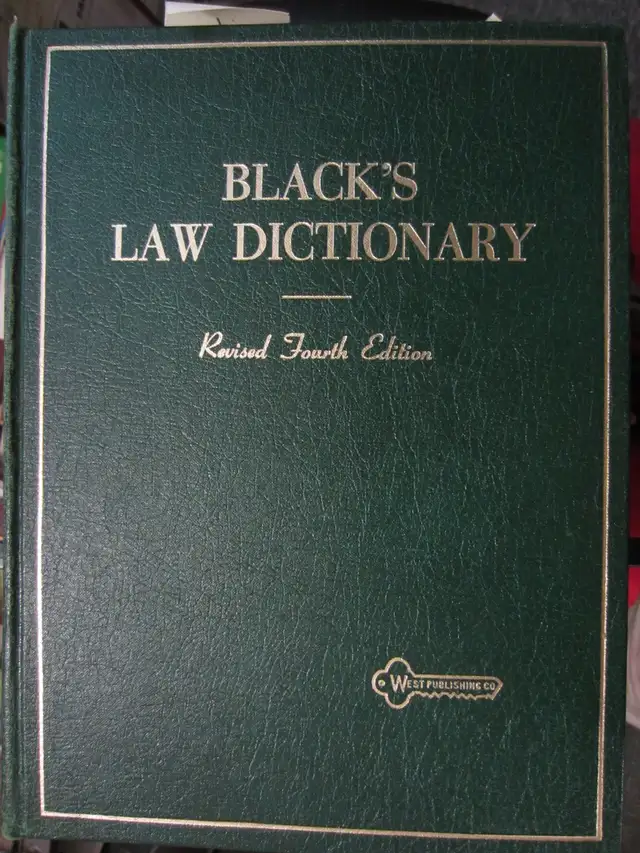 BLACK'S
LAW DICTIONARY
Revised Fourth Edition
WEST PUBLISHING CO